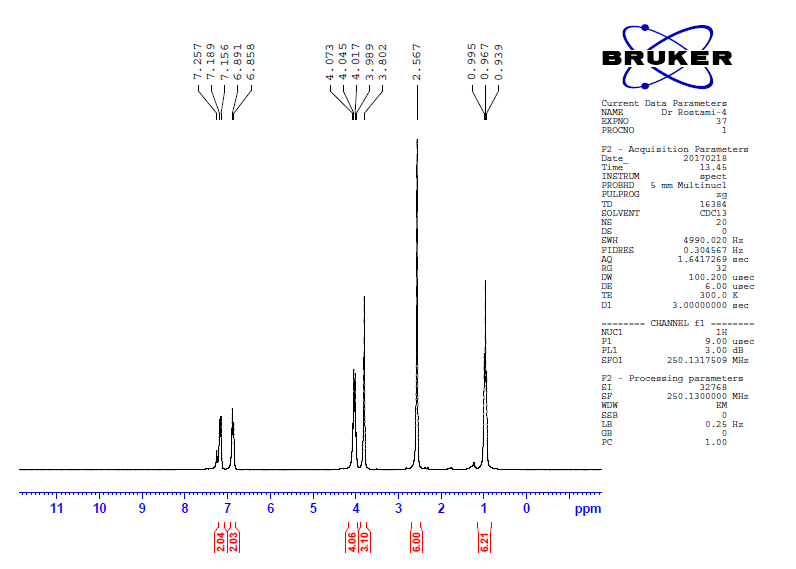 7.257
7.189
7.156
6.891
6.858
4.073
4.045
4.017
3.989
3.802
2.567
0.995
0.967
0.939
BRUKER
Current Data Parameters
NAME Dr Rostami-4
EXPNO 37
PROCNO 1
F2 - Acquisition Parameters
Date_ 20170218
Time 13.45
INSTRUM spect
PROBHD 5 mm Multinucl
PULPROG zg
TD 16384
SOLVENT CDCl3
NS 20
DS 0
SWH 4990.020 Hz
FIDRES 0.304567 Hz
AQ 1.6417269 sec
RG 32
DW 100.200 usec
DE 6.00 usec
TE 300.0 K
D1 3.00000000 sec
======== CHANNEL f1 ========
NUC1 1H
P1 9.00 usec
PL1 3.00 dB
SFO1 250.1317509 MHz
F2 - Processing parameters
SI 32768
SF 250.1300000 MHz
WDW EM
SSB 0
LB 0.25 Hz
GB 0
PC 1.00
11 10 9 8 7 6 5 4 3 2 1 0 ppm
2.04
2.03
4.06
3.10
6.00
6.21